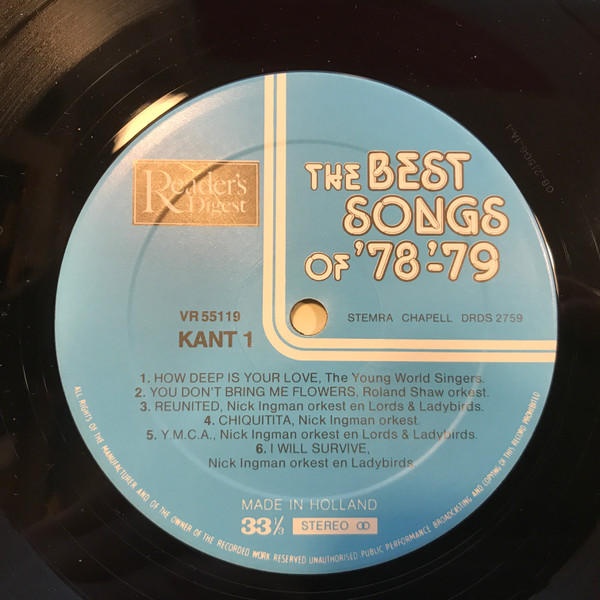 Reader's
Digest
THE BEST
SONGS
OF '78-'79
VR 55119
KANT 1
STEMRA CHAPELL DRDS 2759
1. HOW DEEP IS YOUR LOVE, The Young World Singers.
2. YOU DON'T BRING ME FLOWERS, Roland Shaw orkest.
3. REUNITED, Nick Ingman orkest en Lords & Ladybirds.
4. CHIQUITITA, Nick Ingman orkest.
5. Y.M.C.A., Nick Ingman orkest en Lords & Ladybirds.
6. I WILL SURVIVE,
Nick Ingman orkest en Ladybirds.
MADE IN HOLLAND
33⅓ STEREO
ALL RIGHTS OF THE MANUFACTURER AND OF THE OWNER OF THE RECORDED WORK RESERVED UNAUTHORISED PUBLIC PERFORMANCE BROADCASTING AND COPYING OF THIS RECORD PROHIBITED